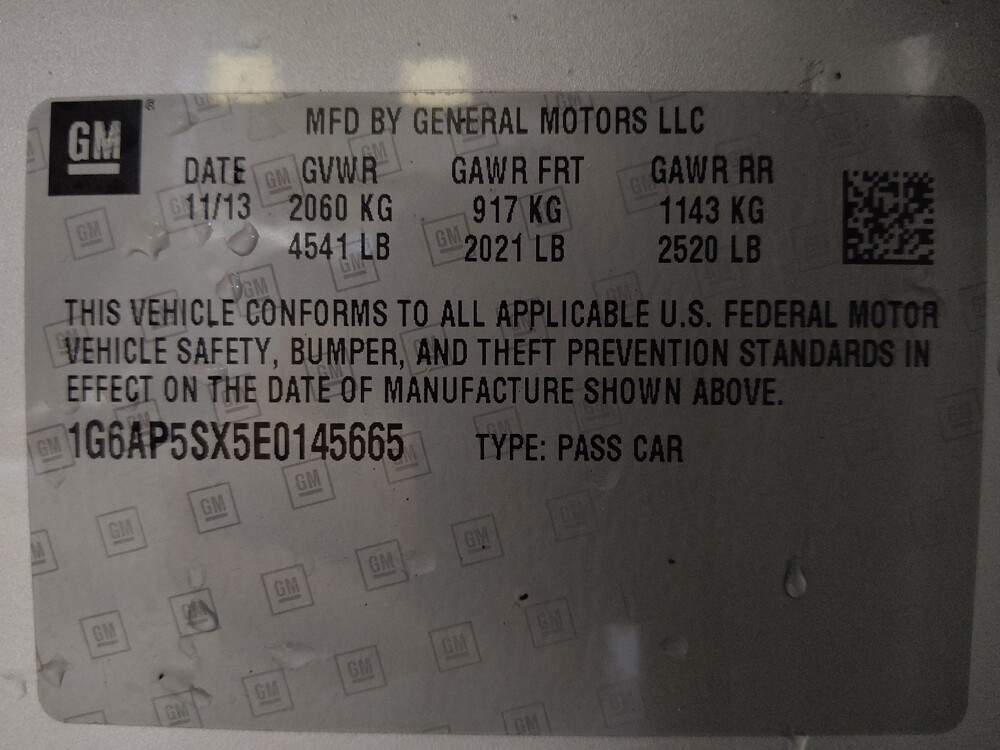 GM ®
MFD BY GENERAL MOTORS LLC
DATE GVWR GAWR FRT GAWR RR
11/13 2060 KG 917 KG 1143 KG
4541 LB 2021 LB 2520 LB
THIS VEHICLE CONFORMS TO ALL APPLICABLE U.S. FEDERAL MOTOR
VEHICLE SAFETY, BUMPER, AND THEFT PREVENTION STANDARDS IN
EFFECT ON THE DATE OF MANUFACTURE SHOWN ABOVE.
1G6AP5SX5E0145665 TYPE: PASS CAR